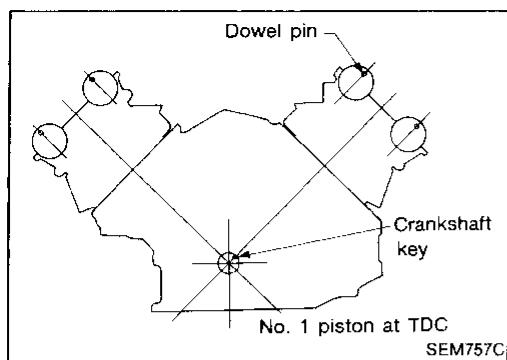 Dowel pin
Crankshaft
key
No. 1 piston at TDC
SEM757C